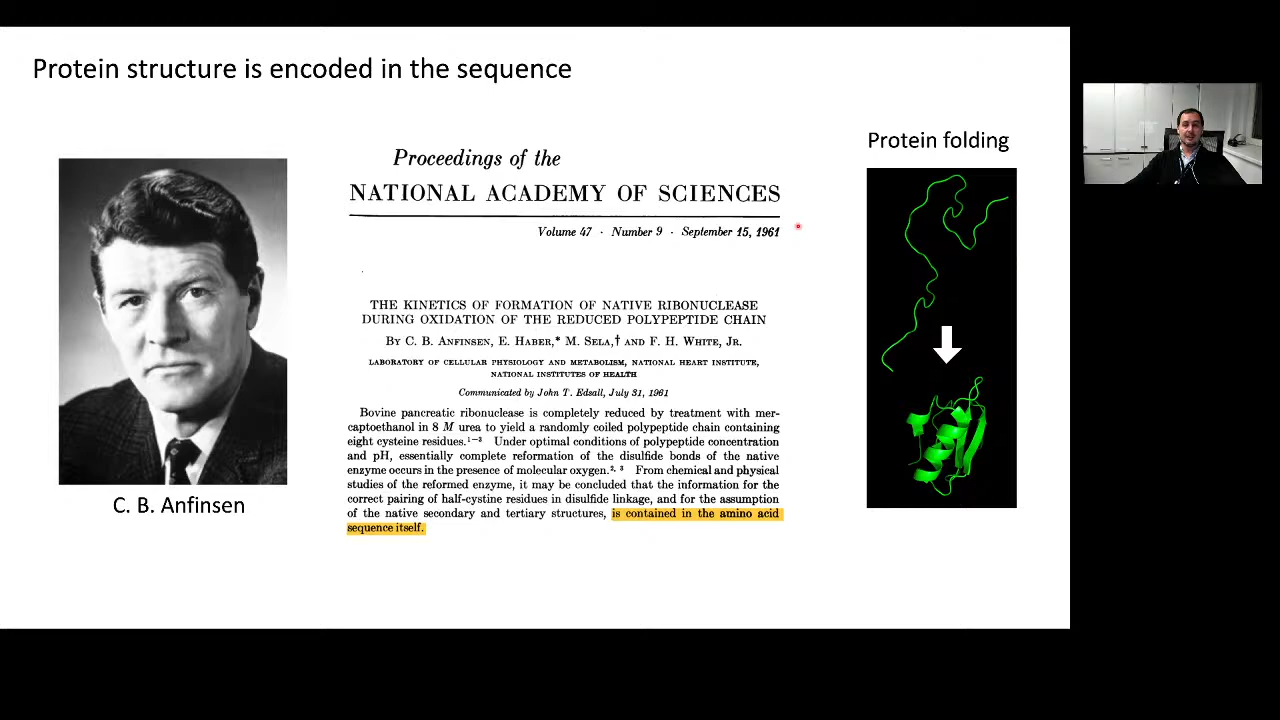 Protein structure is encoded in the sequence
Proceedings of the
NATIONAL ACADEMY OF SCIENCES
Volume 47 · Number 9 · September 15, 1961
THE KINETICS OF FORMATION OF NATIVE RIBONUCLEASE
DURING OXIDATION OF THE REDUCED POLYPEPTIDE CHAIN
BY C. B. ANFINSEN, E. HABER,* M. SELA,† AND F. H. WHITE, JR.
LABORATORY OF CELLULAR PHYSIOLOGY AND METABOLISM, NATIONAL HEART INSTITUTE,
NATIONAL INSTITUTES OF HEALTH
Communicated by John T. Edsall, July 31, 1961
Bovine pancreatic ribonuclease is completely reduced by treatment with mer-
captoethanol in 8 M urea to yield a randomly coiled polypeptide chain containing
eight cysteine residues.¹⁻³ Under optimal conditions of polypeptide concentration
and pH, essentially complete reformation of the disulfide bonds of the native
enzyme occurs in the presence of molecular oxygen.²˒ ³ From chemical and physical
studies of the reformed enzyme, it may be concluded that the information for the
correct pairing of half-cystine residues in disulfide linkage, and for the assumption
of the native secondary and tertiary structures, is contained in the amino acid
sequence itself.
C. B. Anfinsen
Protein folding